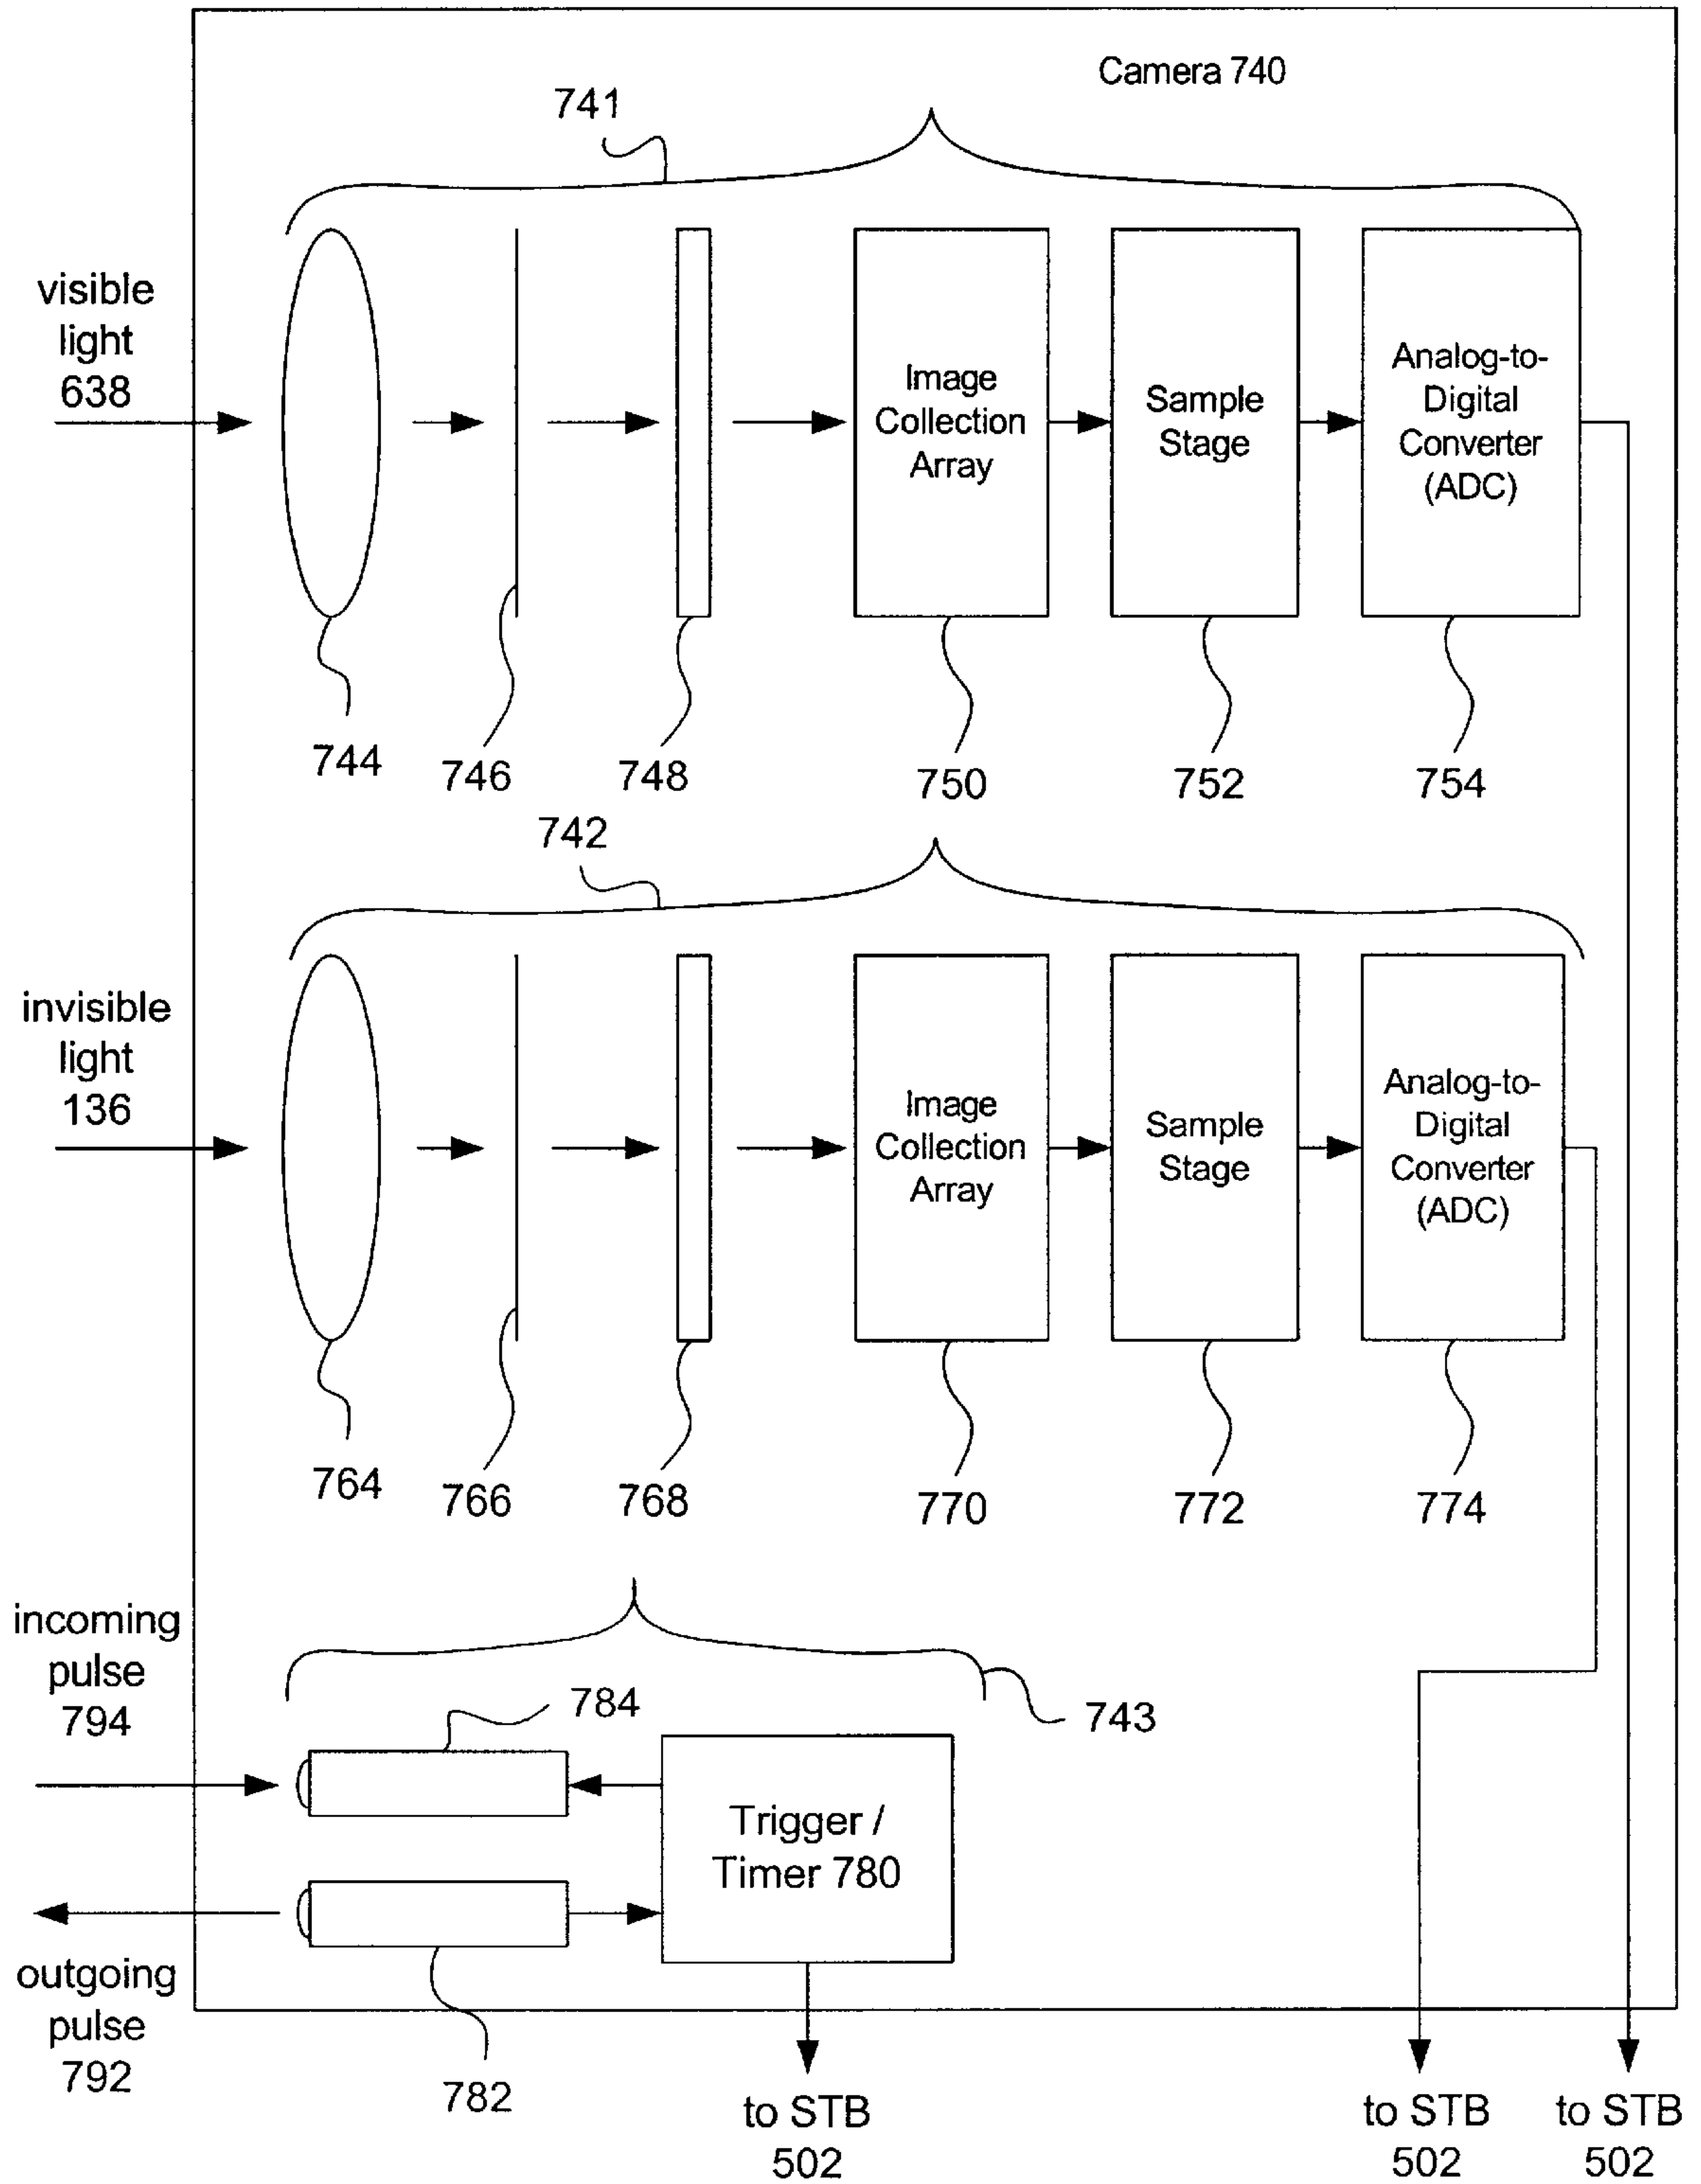 Camera 740
741
visible
light
638
Image
Collection
Array
Sample
Stage
Analog-to-
Digital
Converter
(ADC)
744
746
748
750
752
754
742
invisible
light
136
Image
Collection
Array
Sample
Stage
Analog-to-
Digital
Converter
(ADC)
764
766
768
770
772
774
incoming
pulse
794
784
743
Trigger /
Timer 780
outgoing
pulse
792
782
to STB
502
to STB
502
to STB
502